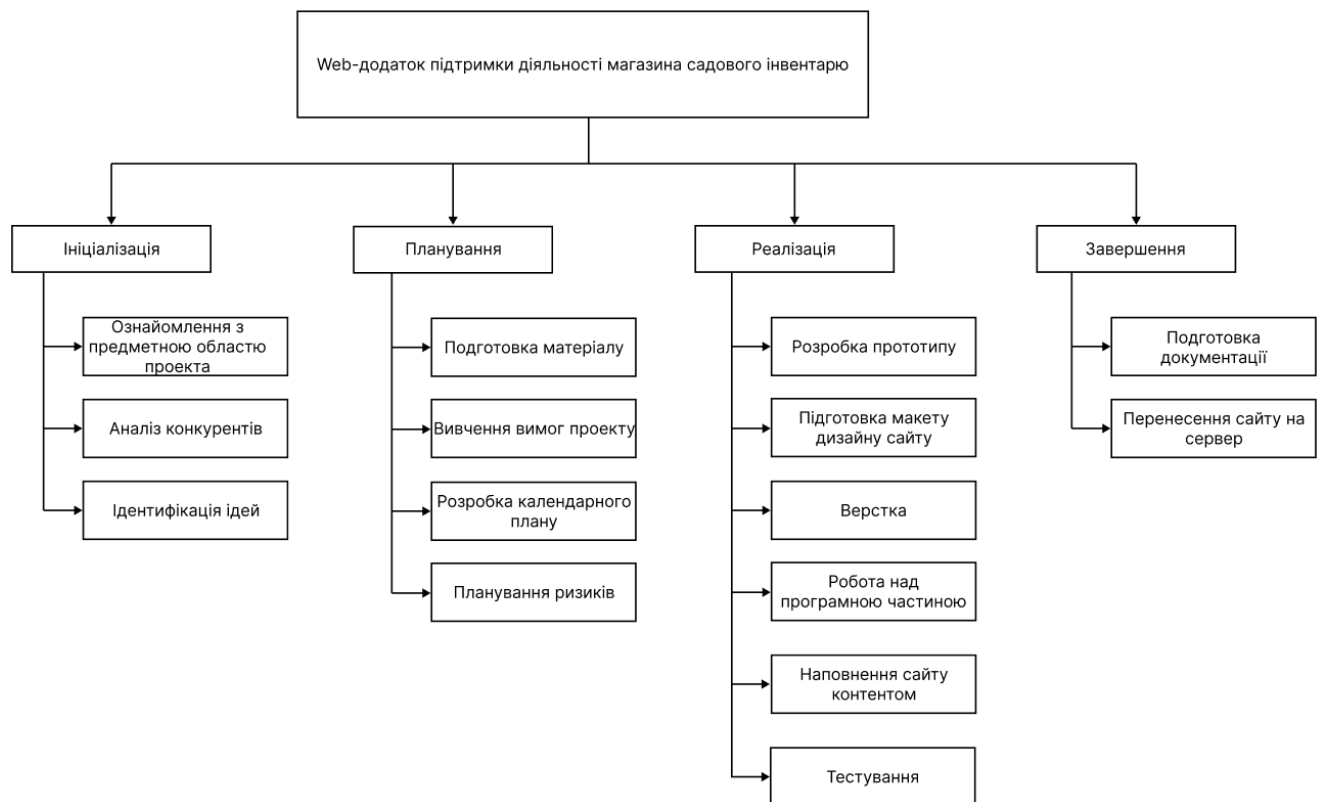 Web-додаток підтримки діяльності магазина садового інвентарю
Ініціалізація
Планування
Реалізація
Завершення
Ознайомлення з
предметною областю
проекта
Аналіз конкурентів
Ідентифікація ідей
Подготовка матеріалу
Вивчення вимог проекту
Розробка календарного
плану
Планування ризиків
Розробка прототипу
Підготовка макету
дизайну сайту
Верстка
Робота над
програмною частиною
Наповнення сайту
контентом
Тестування
Подготовка
документації
Перенесення сайту на
сервер